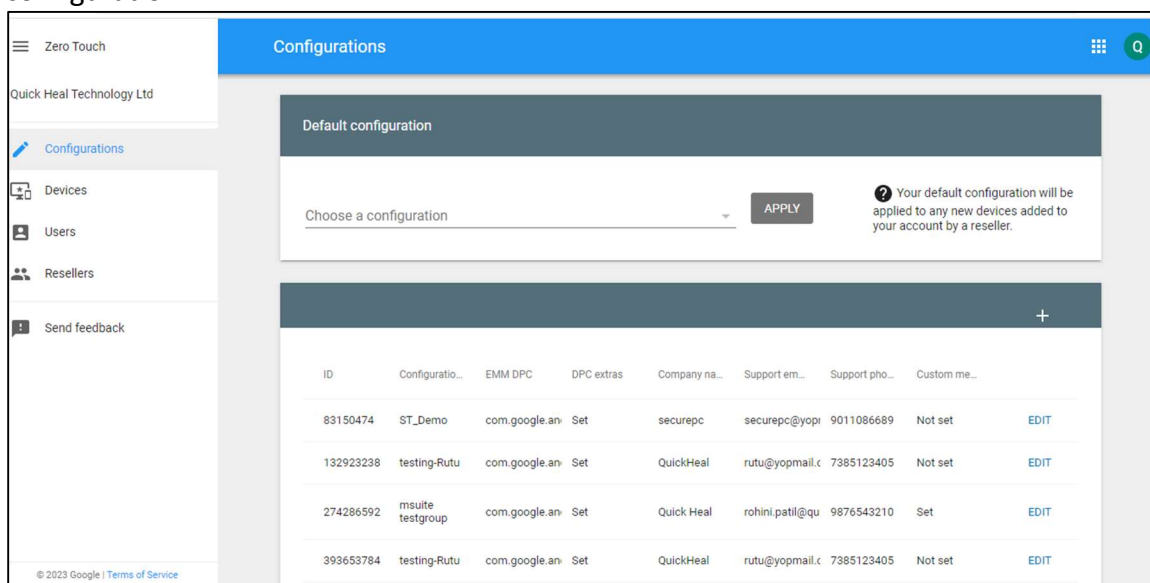 Zero Touch
Configurations
Q
Quick Heal Technology Ltd
Configurations
Devices
Users
Resellers
Send feedback
© 2023 Google | Terms of Service
Default configuration
Choose a configuration
APPLY
? Your default configuration will be
applied to any new devices added to
your account by a reseller.
+
ID Configuratio... EMM DPC DPC extras Company na... Support em... Support pho... Custom me...
83150474 ST_Demo com.google.an Set securepc securepc@yop 9011086689 Not set EDIT
132923238 testing-Rutu com.google.an Set QuickHeal rutu@yopmail.c 7385123405 Not set EDIT
274286592 msuite testgroup com.google.an Set Quick Heal rohini.patil@qu 9876543210 Set EDIT
393653784 testing-Rutu com.google.an Set QuickHeal rutu@yopmail.c 7385123405 Not set EDIT